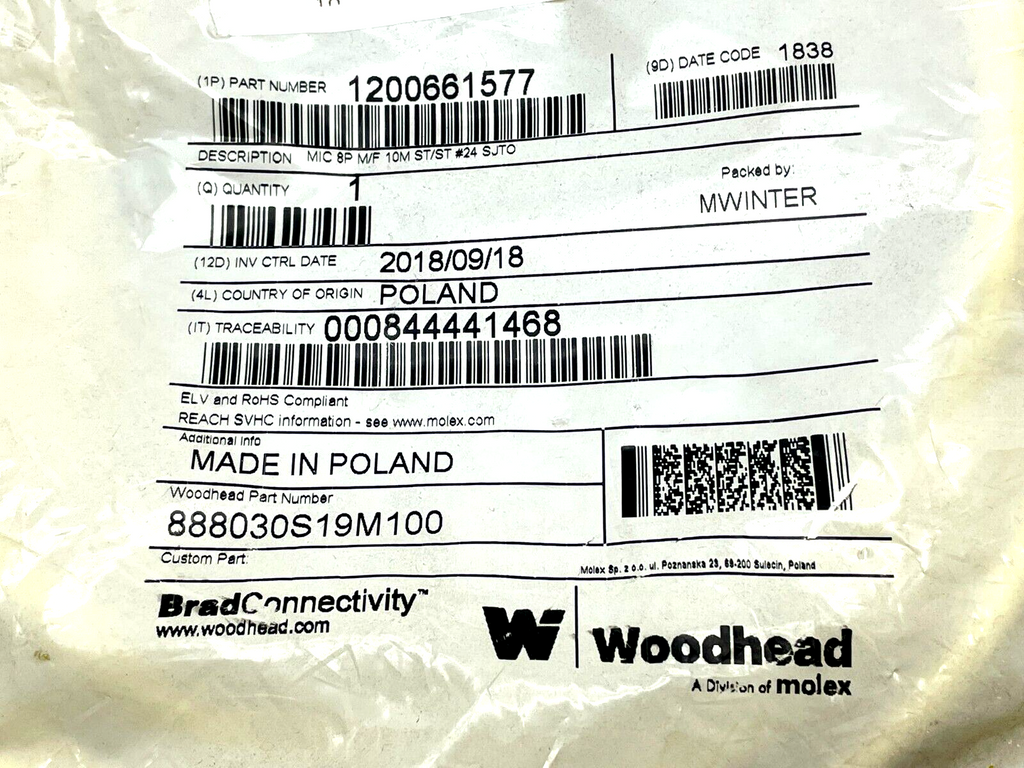 (1P) PART NUMBER 1200661577
(9D) DATE CODE 1838
DESCRIPTION MIC 8P M/F 10M ST/ST #24 SJTO
(Q) QUANTITY 1
Packed by:
MWINTER
(12D) INV CTRL DATE 2018/09/18
(4L) COUNTRY OF ORIGIN POLAND
(IT) TRACEABILITY 000844441468
ELV and RoHS Compliant
REACH SVHC information - see www.molex.com
Additional Info
MADE IN POLAND
Woodhead Part Number
888030S19M100
Custom Part:
Molex Sp. z o.o. ul. Poznanska 23, 69-200 Sulecin, Poland
BradConnectivity™
www.woodhead.com
W
Woodhead
A Division of molex